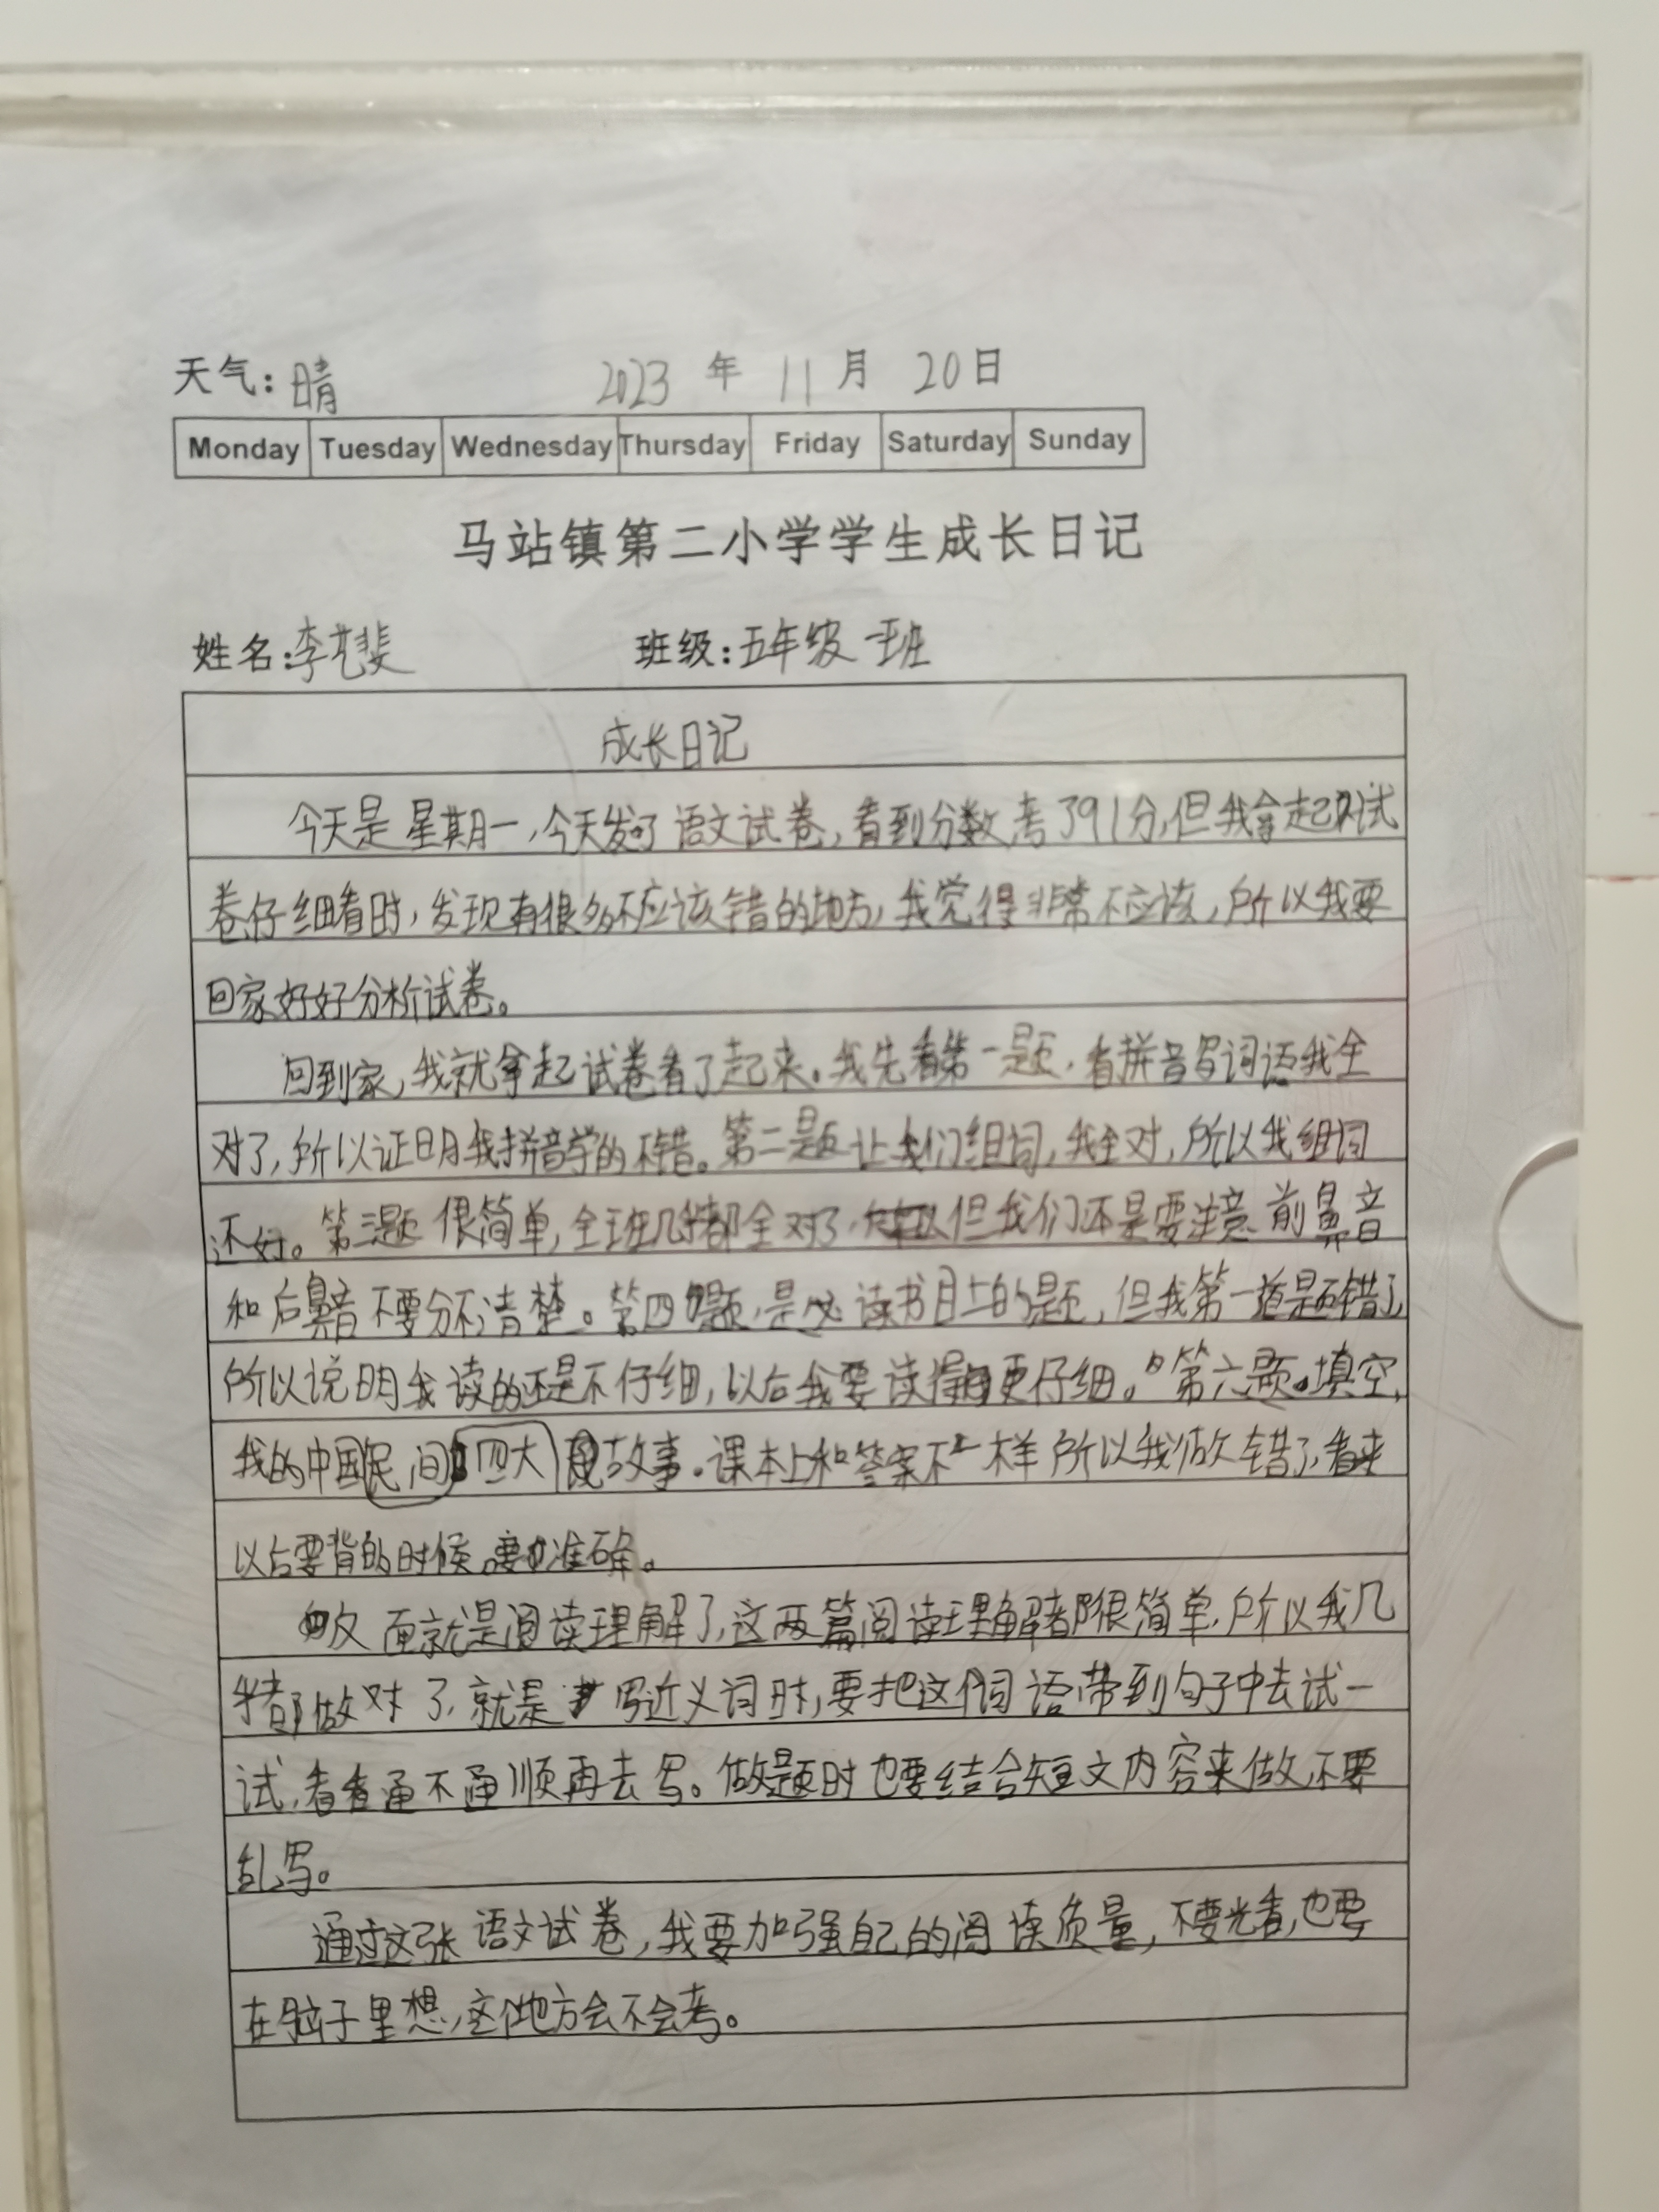 天气:晴 2023 年 11 月 20日
Monday Tuesday Wednesday Thursday Friday Saturday Sunday
马站镇第二小学学生成长日记
姓名:李 斐 班级:五年级一班
成长日记
今天是星期一,今天发了语文试卷,看到分数考了91分,但我拿起试
卷仔细看时,发现有很多不应该错的地方,我觉得非常不应该,所以我要
回家好好分析试卷。
回到家,我就拿起试卷看了起来。我先看第一题,看拼音写词语我全
对了,所以证明我拼音学的不错。第二题让我们组词,我全对,所以我组词
还好。第三题很简单,全班几乎都全对了,但我们还是要注意前鼻音
和后鼻音不要分不清楚。第四题,是必读书目上的题,但我第一道题错了,
所以说明我读的还是不仔细,以后我要读得更仔细。第六题。填空,
我的中国民间四大故事。课本上和答案不一样所以我做错了,看来
以后要背的时候要准确。
反面就是阅读理解了,这两篇阅读理解都很简单,所以我几
乎都做对了,就是写近义词时,要把这个词语带到句子中去试一
试,看看通不通顺再去写。做题时也要结合短文内容来做,不要
乱写。
通过这张语文试卷,我要加强自己的阅读质量,不要光看,也要
在脑子里想,这个地方会不会考。